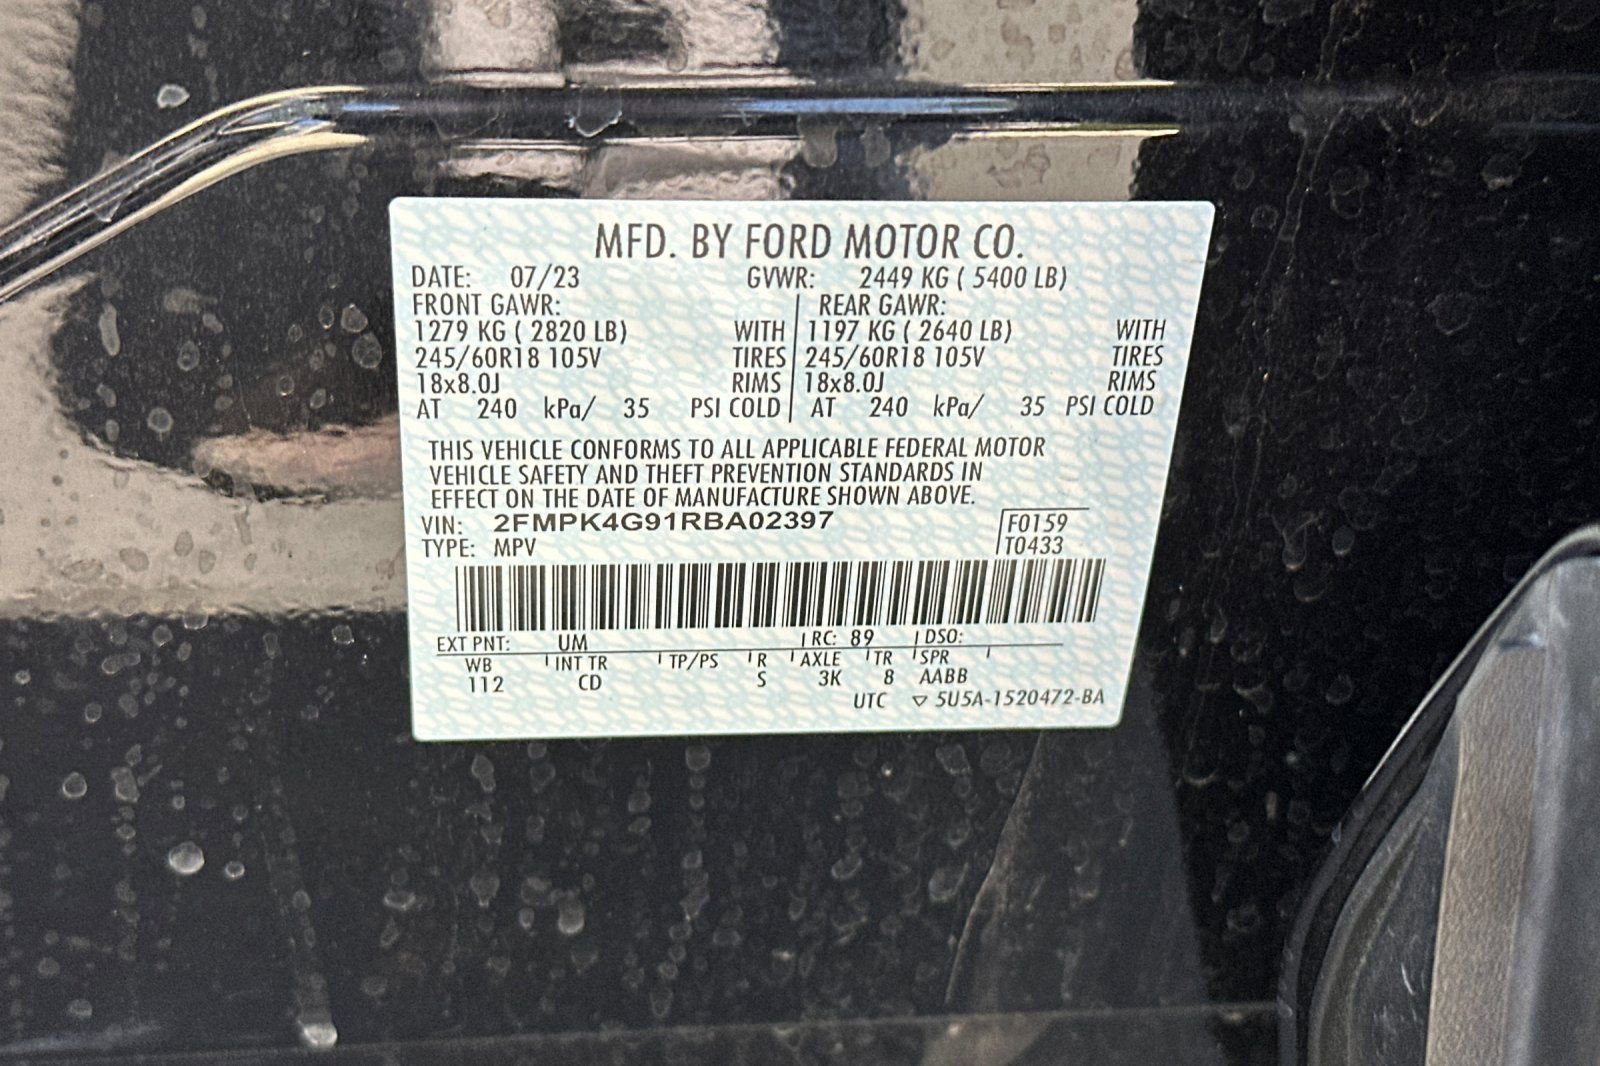 MFD. BY FORD MOTOR CO.
DATE: 07/23 GVWR: 2449 KG ( 5400 LB)
FRONT GAWR: REAR GAWR:
1279 KG ( 2820 LB) WITH 1197 KG ( 2640 LB) WITH
245/60R18 105V TIRES 245/60R18 105V TIRES
18x8.0J RIMS 18x8.0J RIMS
AT 240 kPa/ 35 PSI COLD AT 240 kPa/ 35 PSI COLD
THIS VEHICLE CONFORMS TO ALL APPLICABLE FEDERAL MOTOR
VEHICLE SAFETY AND THEFT PREVENTION STANDARDS IN
EFFECT ON THE DATE OF MANUFACTURE SHOWN ABOVE.
VIN: 2FMPK4G91RBA02397 F0159
TYPE: MPV T0433
EXT PNT: UM RC: 89 DSO:
WB INT TR TP/PS R AXLE TR SPR
112 CD S 3K 8 AABB
UTC ▽ 5U5A-1520472-BA